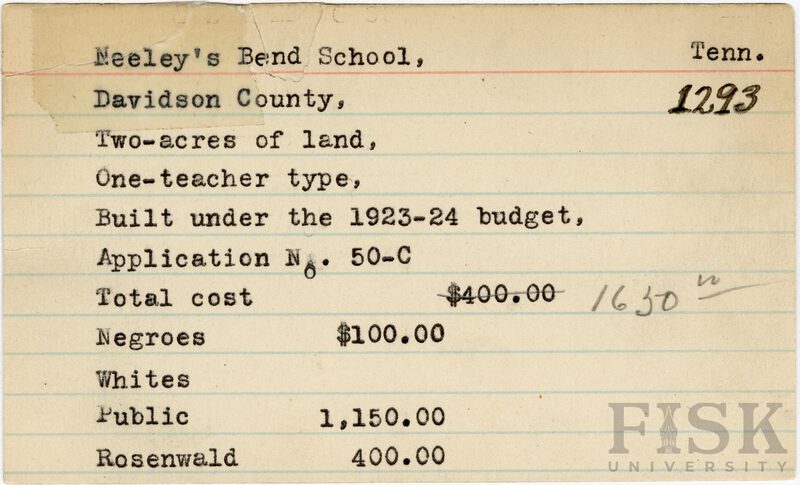 Neeley's Bend School, Tenn.
Davidson County, 1293
Two-acres of land,
One-teacher type,
Built under the 1923-24 budget,
Application No. 50-C
Total cost $400.00 1650
Negroes $100.00
Whites
Public 1,150.00
Rosenwald 400.00
FISK
UNIVERSITY